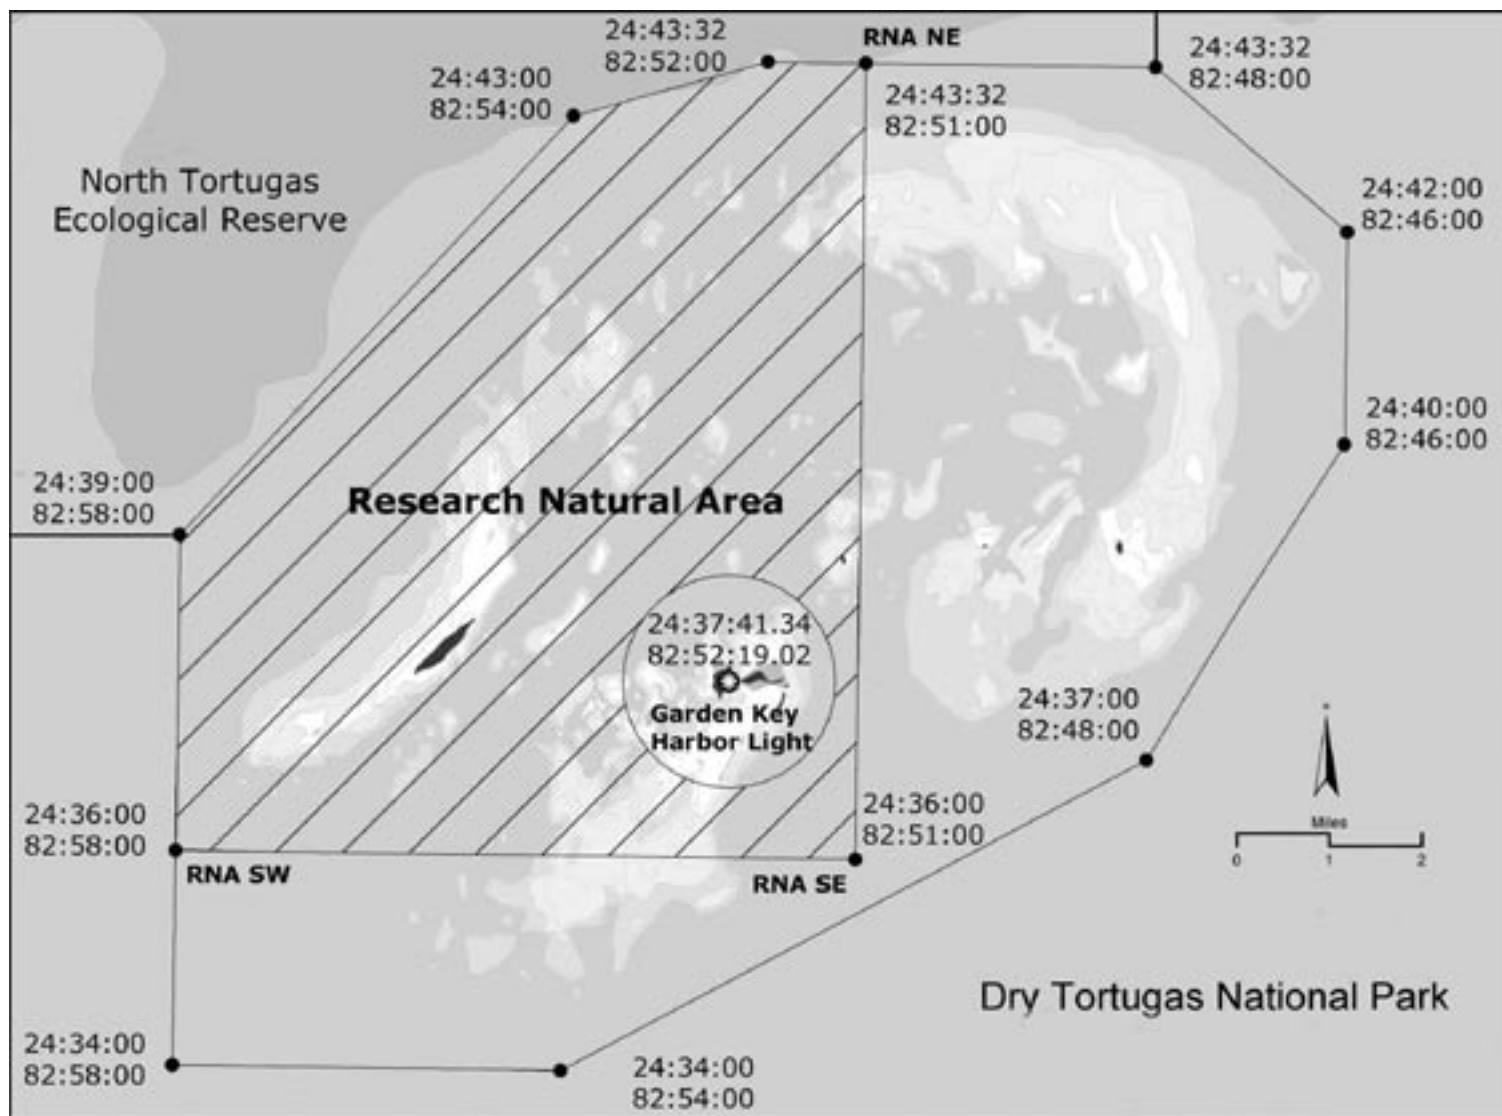 24:43:32
82:52:00
RNA NE
24:43:32
82:48:00
24:43:00
82:54:00
24:43:32
82:51:00
North Tortugas
Ecological Reserve
24:42:00
82:46:00
24:40:00
82:46:00
24:39:00
82:58:00
Research Natural Area
24:37:41.34
82:52:19.02
Garden Key
Harbor Light
24:37:00
82:48:00
24:36:00
82:58:00
RNA SW
24:36:00
82:51:00
RNA SE
Miles
0 1 2
Dry Tortugas National Park
24:34:00
82:58:00
24:34:00
82:54:00